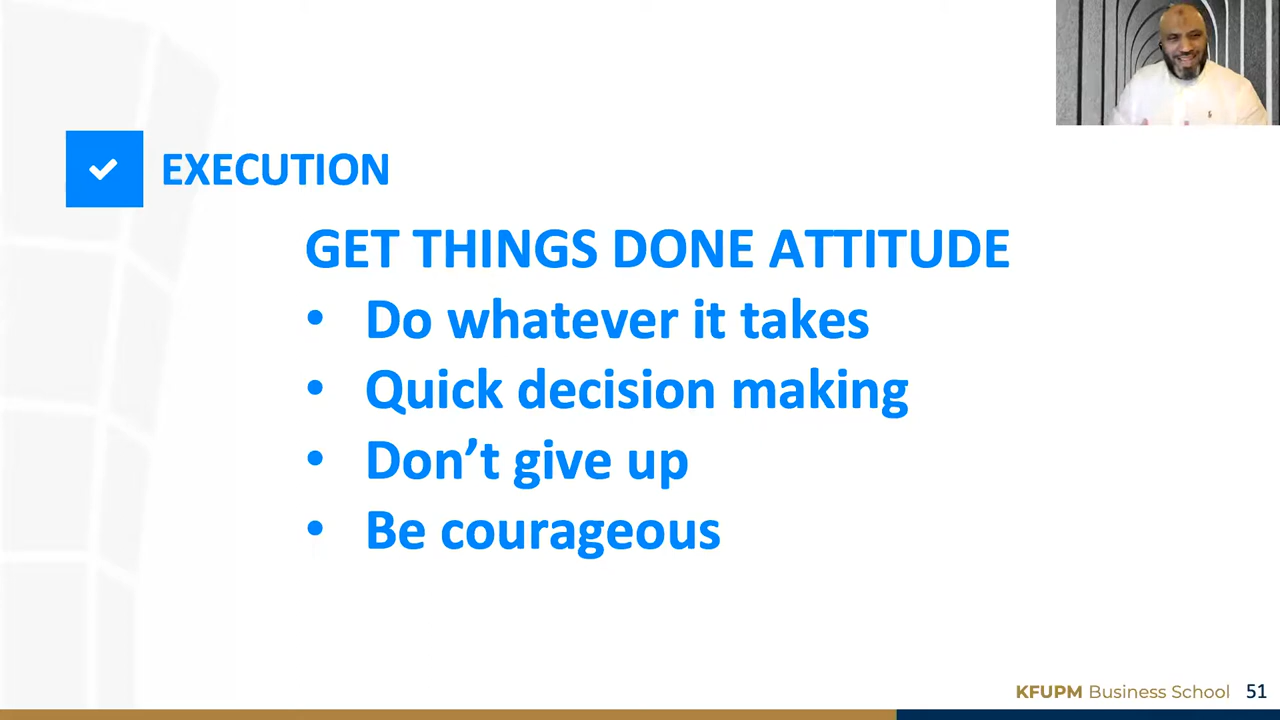 EXECUTION
GET THINGS DONE ATTITUDE
• Do whatever it takes
• Quick decision making
• Don’t give up
• Be courageous
KFUPM Business School 51